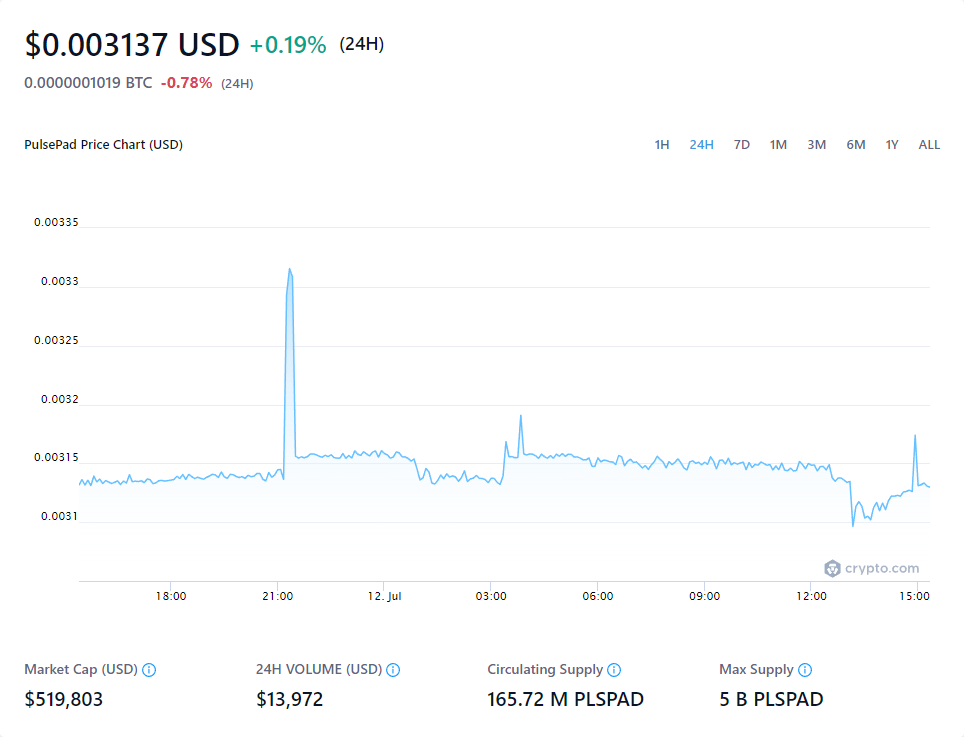 $0.003137 USD +0.19% (24H)
0.0000001019 BTC -0.78% (24H)
PulsePad Price Chart (USD) 1H 24H 7D 1M 3M 6M 1Y ALL
0.00335
0.0033
0.00325
0.0032
0.00315
0.0031
crypto.com
18:00 21:00 12. Jul 03:00 06:00 09:00 12:00 15:00
Market Cap (USD) 24H VOLUME (USD) Circulating Supply Max Supply
$519,803 $13,972 165.72 M PLSPAD 5 B PLSPAD